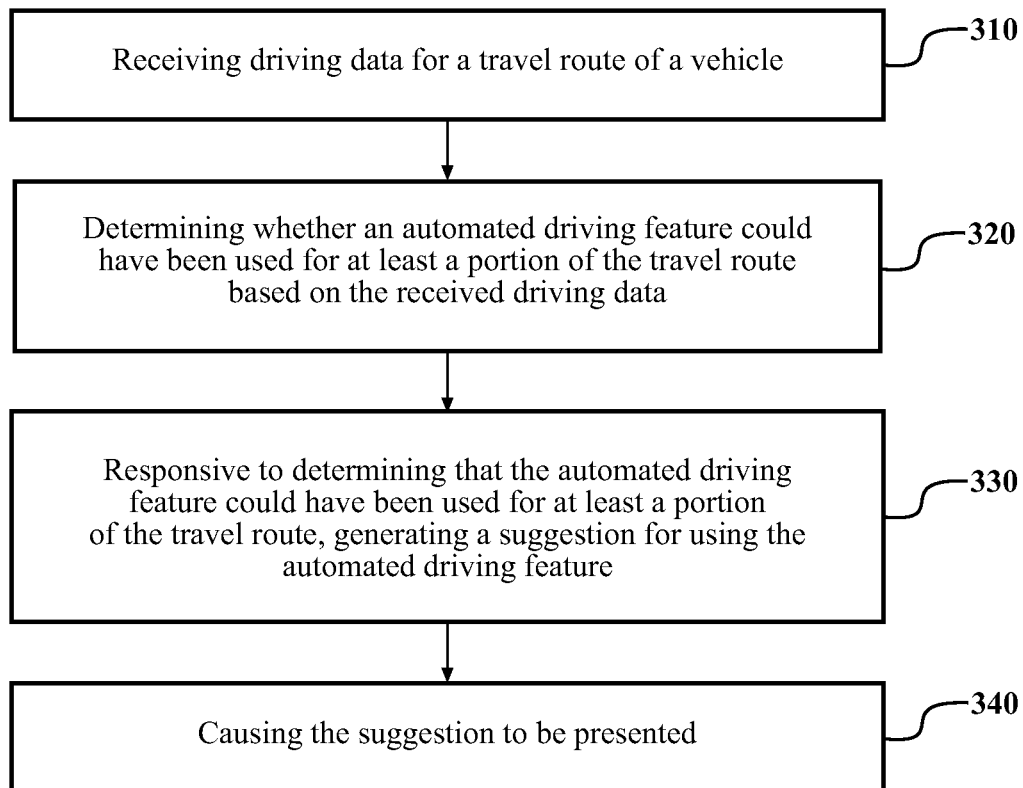 Receiving driving data for a travel route of a vehicle
310
Determining whether an automated driving feature could
have been used for at least a portion of the travel route
based on the received driving data
320
Responsive to determining that the automated driving
feature could have been used for at least a portion
of the travel route, generating a suggestion for using the
automated driving feature
330
Causing the suggestion to be presented
340